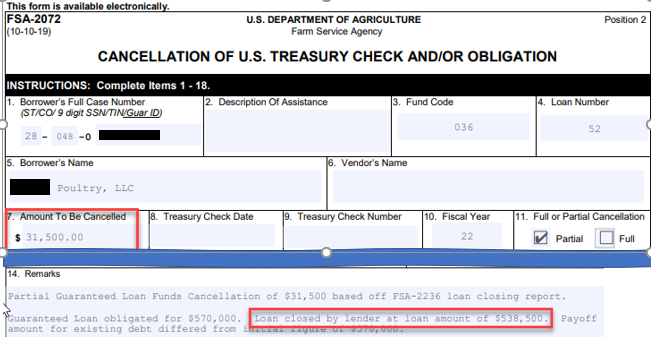 This form is available electronically.
FSA-2072
U.S. DEPARTMENT OF AGRICULTURE
Position 2
(10-10-19)
Farm Service Agency
CANCELLATION OF U.S. TREASURY CHECK AND/OR OBLIGATION
INSTRUCTIONS: Complete Items 1 - 18.
1. Borrower's Full Case Number
(ST/CO/ 9 digit SSN/TIN/Guar ID)
28 - 048 -0
2. Description Of Assistance
3. Fund Code
036
4. Loan Number
52
5. Borrower's Name
Poultry, LLC
6. Vendor's Name
7. Amount To Be Cancelled
$ 31,500.00
8. Treasury Check Date
9. Treasury Check Number
10. Fiscal Year
22
11. Full or Partial Cancellation
Partial Full
14. Remarks
Partial Guaranteed Loan Funds Cancellation of $31,500 based off FSA-2236 loan closing report.
Guaranteed Loan obligated for $570,000. Loan closed by lender at loan amount of $538,500. Payoff
amount for existing debt differed from initial figure of $570,000.